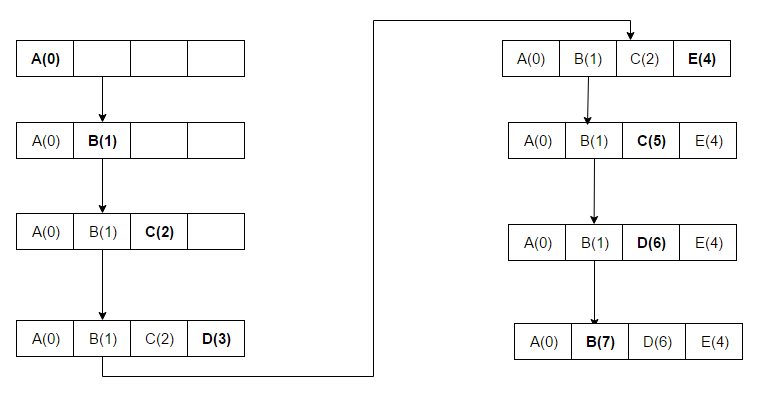 A(0)
A(0) B(1)
A(0) B(1) C(2)
A(0) B(1) C(2) D(3)
A(0) B(1) C(2) E(4)
A(0) B(1) C(5) E(4)
A(0) B(1) D(6) E(4)
A(0) B(7) D(6) E(4)